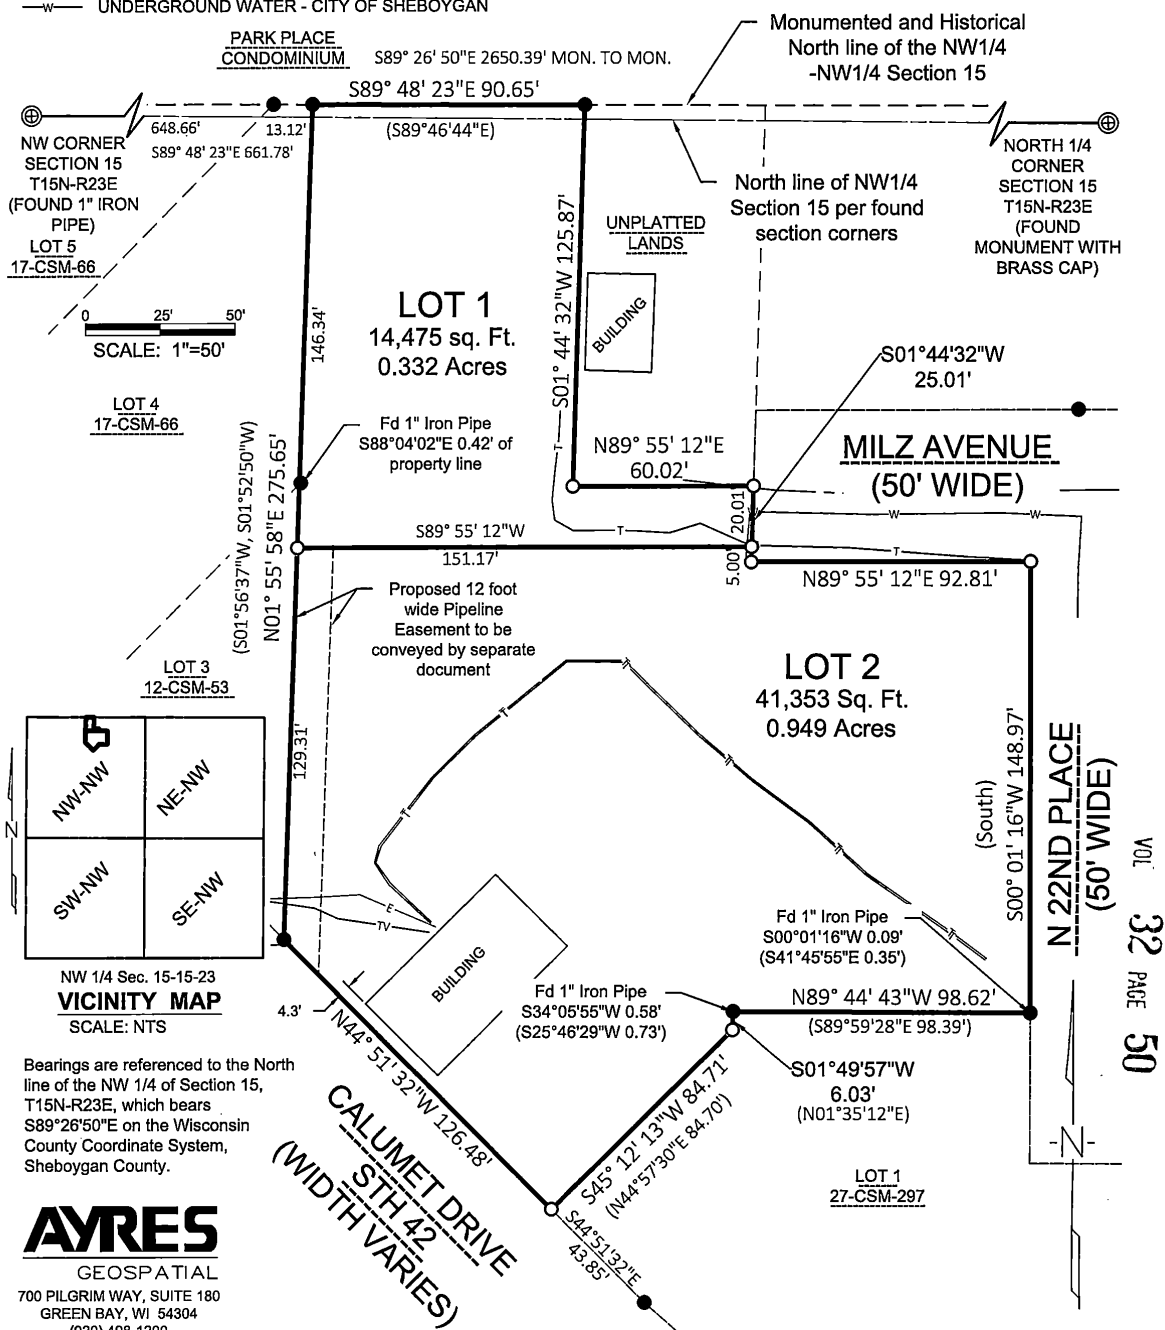 UNDERGROUND WATER - CITY OF SHEBOYGAN
W
PARK PLACE
CONDOMINIUM
S89° 26' 50"E 2650.39' MON. TO MON.
S89° 48' 23"E 90.65'
(S89°46'44"E)
Monumented and Historical
North line of the NW1/4
-NW1/4 Section 15
648.66'
13.12'
S89° 48' 23"E 661.78'
NW CORNER
SECTION 15
T15N-R23E
(FOUND 1" IRON
PIPE)
NORTH 1/4
CORNER
SECTION 15
T15N-R23E
(FOUND
MONUMENT WITH
BRASS CAP)
North line of NW1/4
Section 15 per found
section corners
UNPLATTED
LANDS
LOT 5
17-CSM-66
0 25' 50'
SCALE: 1"=50'
LOT 1
14,475 sq. Ft.
0.332 Acres
146.34'
S01° 44' 32"W 125.87'
BUILDING
S01°44'32"W
25.01'
LOT 4
17-CSM-66
Fd 1" Iron Pipe
S88°04'02"E 0.42' of
property line
N89° 55' 12"E
60.02'
MILZ AVENUE
(50' WIDE)
T
20.01
W
W
W
S89° 55' 12"W
151.17'
T
T
5.00'
N89° 55' 12"E 92.81'
(S01°56'37"W, S01°52'50"W)
N01° 55' 58"E 275.65'
Proposed 12 foot
wide Pipeline
Easement to be
conveyed by separate
document
LOT 3
12-CSM-53
LOT 2
41,353 Sq. Ft.
0.949 Acres
129.31'
T
T
(South)
S00° 01' 16"W 148.97'
N 22ND PLACE
(50' WIDE)
VOL 32 PAGE 50
NW-NW
NE-NW
SW-NW
SE-NW
N
NW 1/4 Sec. 15-15-23
VICINITY MAP
SCALE: NTS
E
TV
BUILDING
4.3'
Fd 1" Iron Pipe
S00°01'16"W 0.09'
(S41°45'55"E 0.35')
Fd 1" Iron Pipe
S34°05'55"W 0.58'
(S25°46'29"W 0.73')
N89° 44' 43"W 98.62'
(S89°59'28"E 98.39')
S01°49'57"W
6.03'
(N01°35'12"E)
N44° 51' 32"W 126.48'
S45° 12' 13"W 84.71'
(N44°57'30"E 84.70')
Bearings are referenced to the North
line of the NW 1/4 of Section 15,
T15N-R23E, which bears
S89°26'50"E on the Wisconsin
County Coordinate System,
Sheboygan County.
CALUMET DRIVE
STH 42
(WIDTH VARIES)
S44°51'32"E
43.85'
LOT 1
27-CSM-297
N
AYRES
GEOSPATIAL
700 PILGRIM WAY, SUITE 180
GREEN BAY, WI 54304